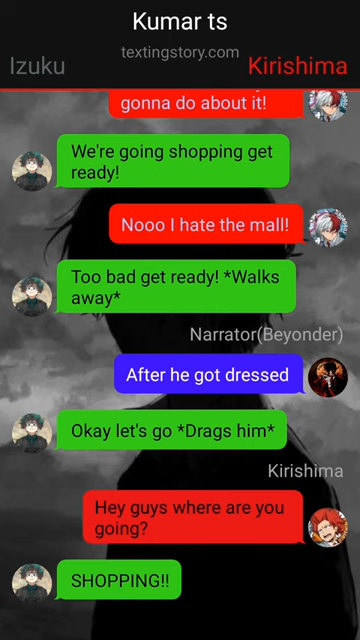 Kumar ts
textingstory.com
Izuku
Kirishima
gonna do about it!
We're going shopping get
ready!
Nooo I hate the mall!
Too bad get ready! *Walks
away*
Narrator(Beyonder)
After he got dressed
Okay let's go *Drags him*
Kirishima
Hey guys where are you
going?
SHOPPING!!